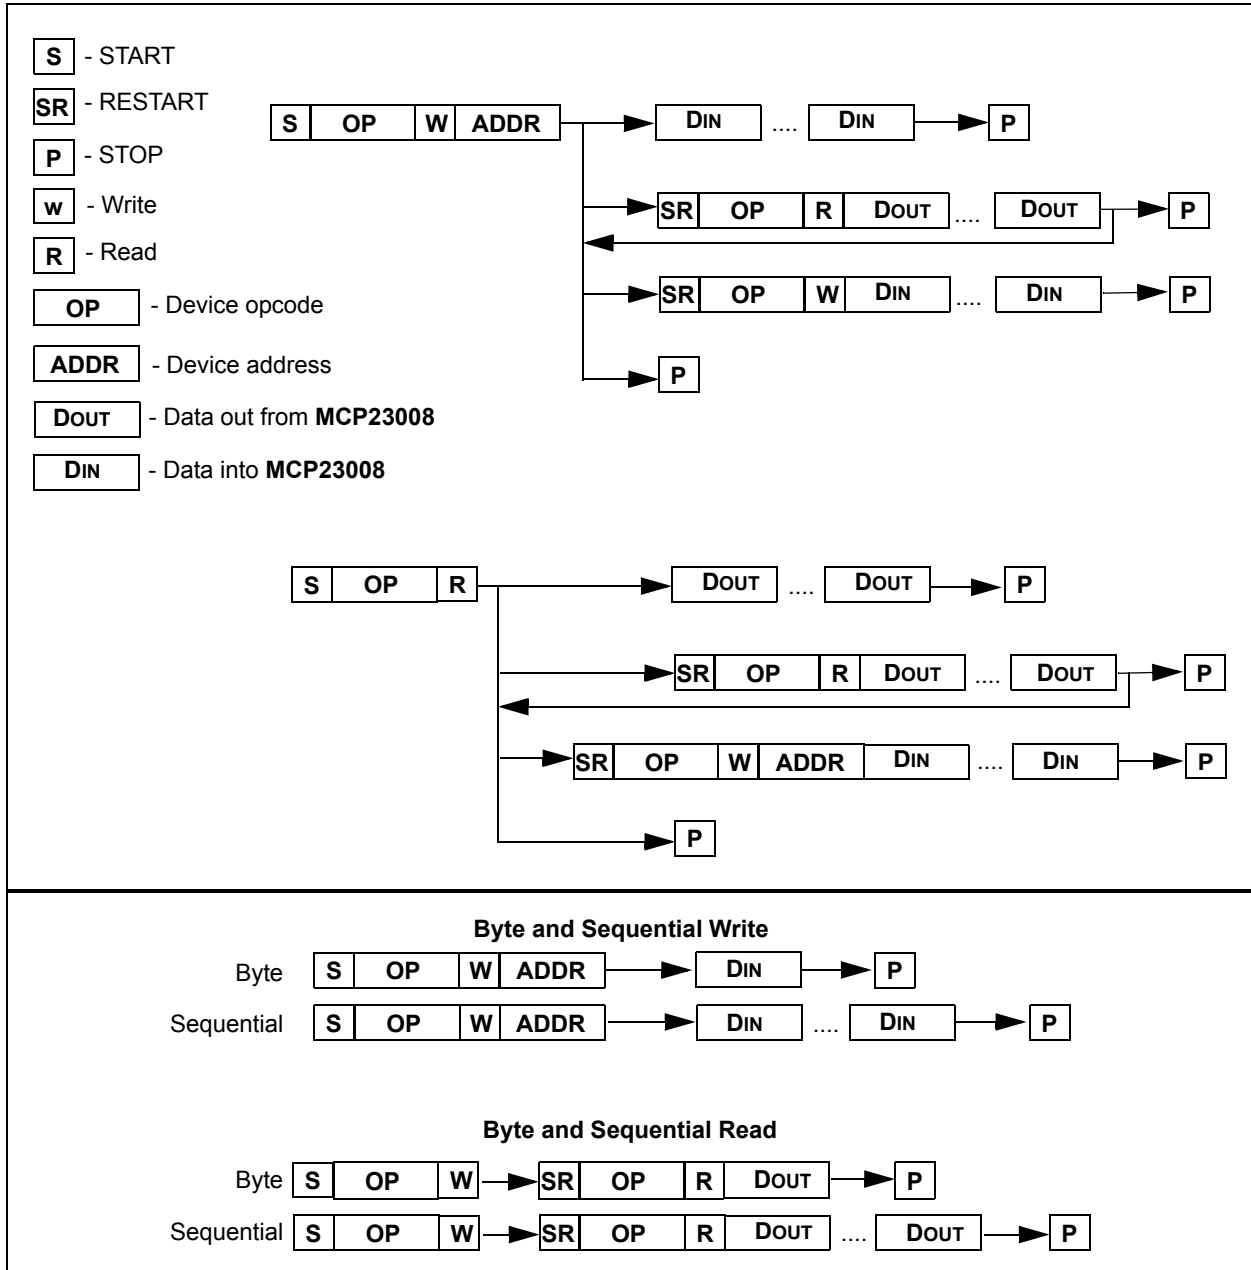 S - START
SR - RESTART
P - STOP
w - Write
R - Read
OP - Device opcode
ADDR - Device address
DOUT - Data out from MCP23008
DIN - Data into MCP23008
S OP W ADDR DIN .... DIN P
SR OP R DOUT .... DOUT P
SR OP W DIN .... DIN P
P
S OP R DOUT .... DOUT P
SR OP R DOUT .... DOUT P
SR OP W ADDR DIN .... DIN P
P
Byte and Sequential Write
Byte S OP W ADDR DIN P
Sequential S OP W ADDR DIN .... DIN P
Byte and Sequential Read
Byte S OP W SR OP R DOUT P
Sequential S OP W SR OP R DOUT .... DOUT P